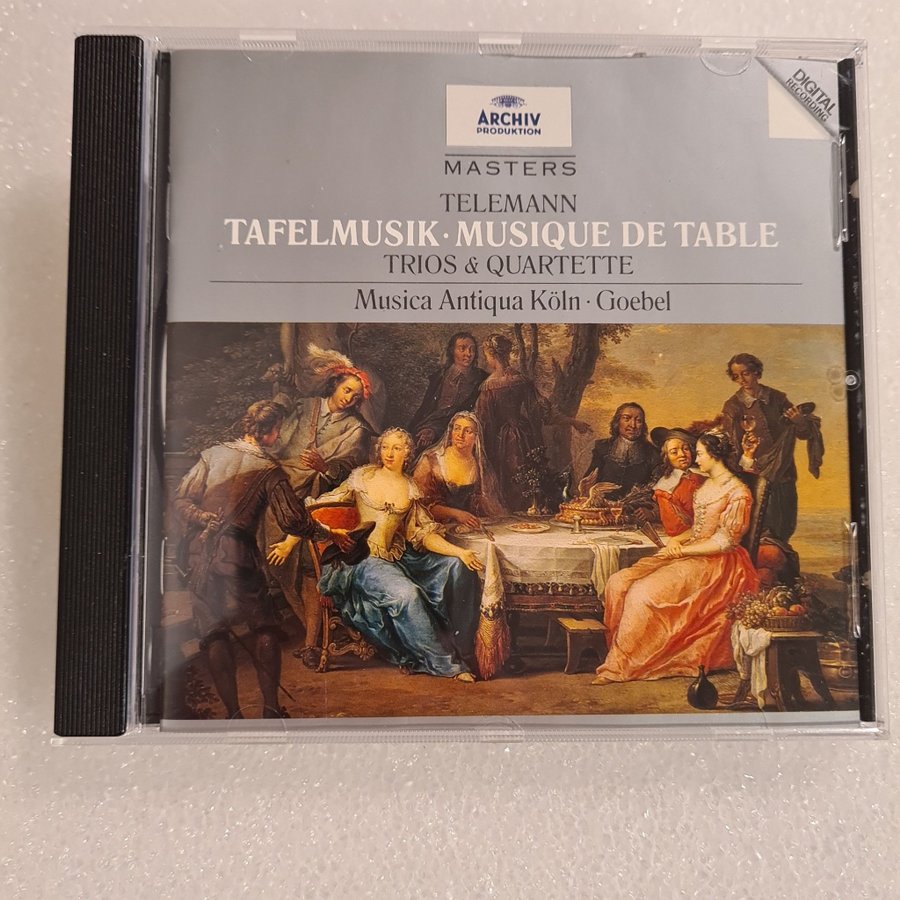 DIGITAL
RECORDING
ARCHIV
PRODUKTION
MASTERS
TELEMANN
TAFELMUSIK · MUSIQUE DE TABLE
TRIOS & QUARTETTE
Musica Antiqua Köln · Goebel